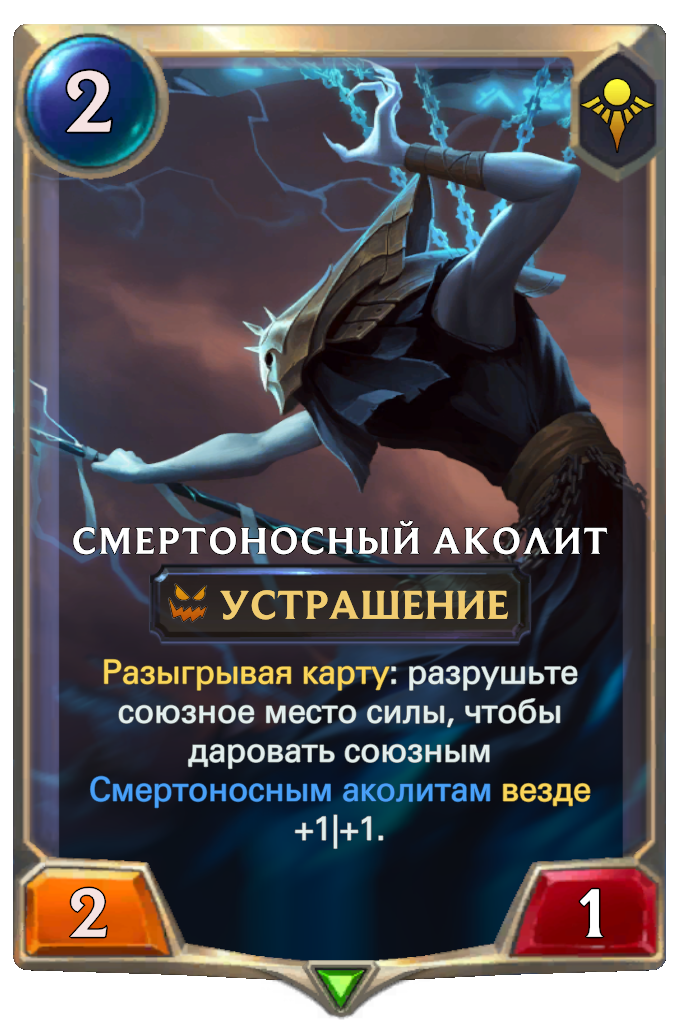 2
СМЕРТОНОСНЫЙ АКОЛИТ
УСТРАШЕНИЕ
Разыгрывая карту: разрушьте
союзное место силы, чтобы
даровать союзным
Смертоносным аколитам везде
+1|+1.
2
1